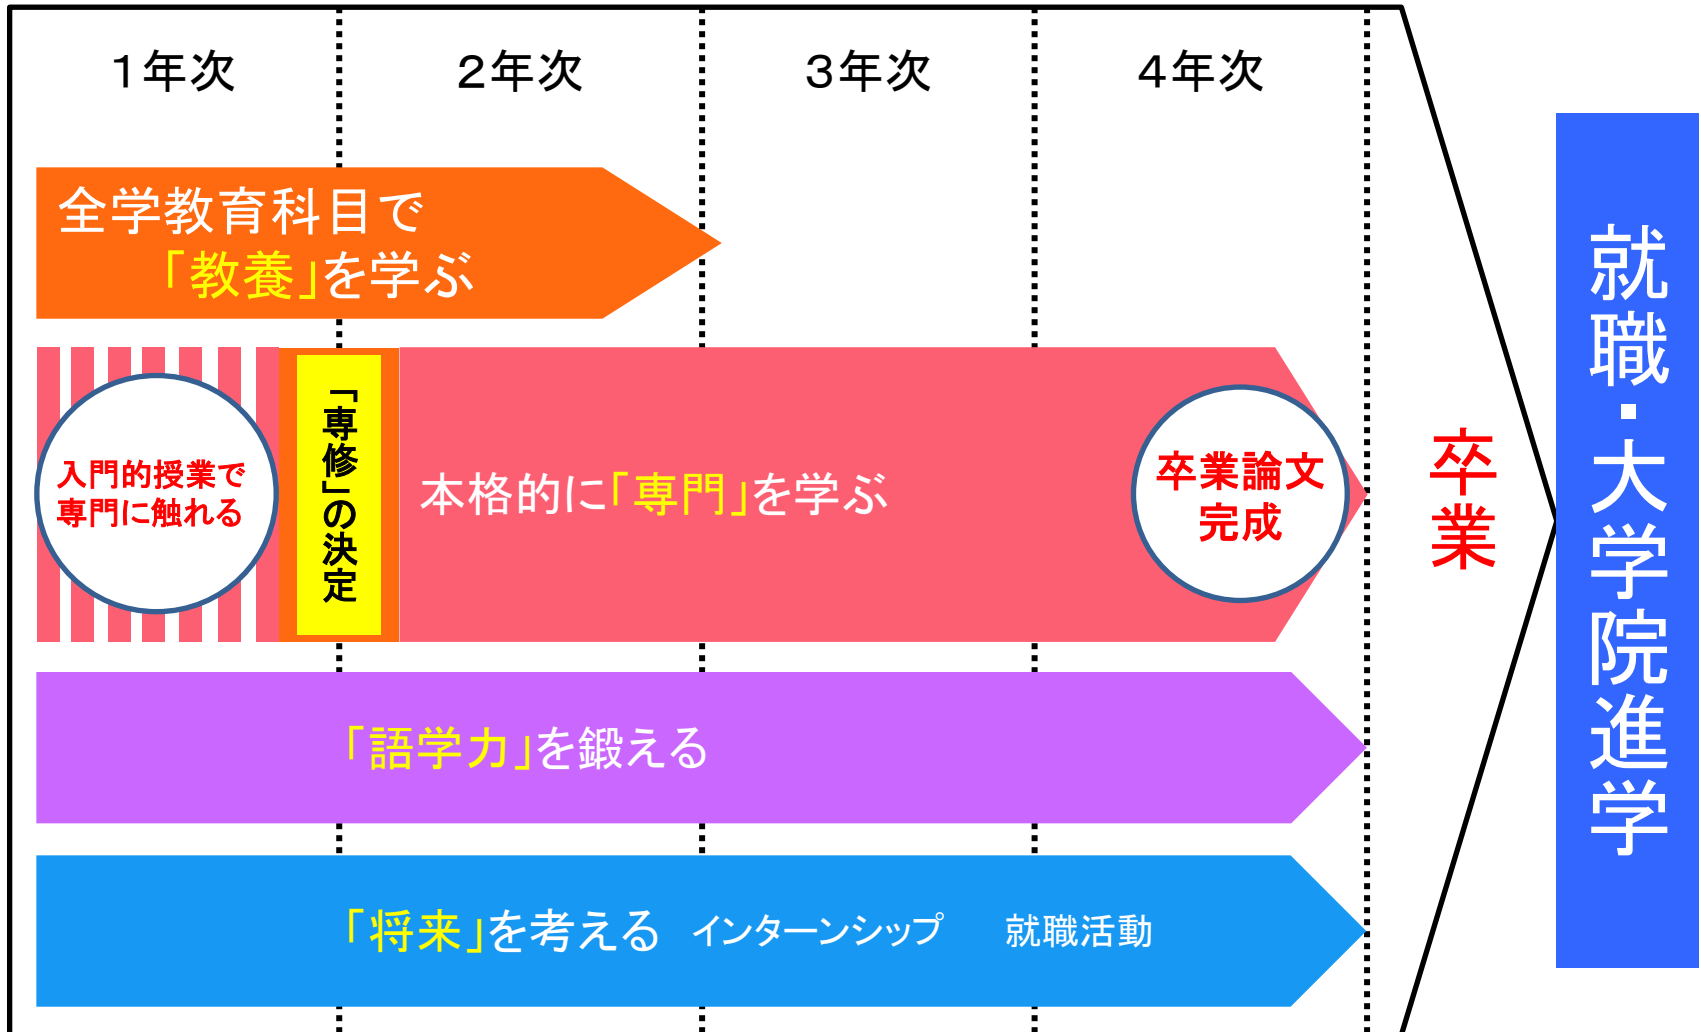 1年次
2年次
3年次
4年次
全学教育科目で
「教養」を学ぶ
入門的授業で
専門に触れる
「専修」の決定
本格的に「専門」を学ぶ
卒業論文
完成
「語学力」を鍛える
「将来」を考える インターンシップ 就職活動
卒業
就職・大学院進学